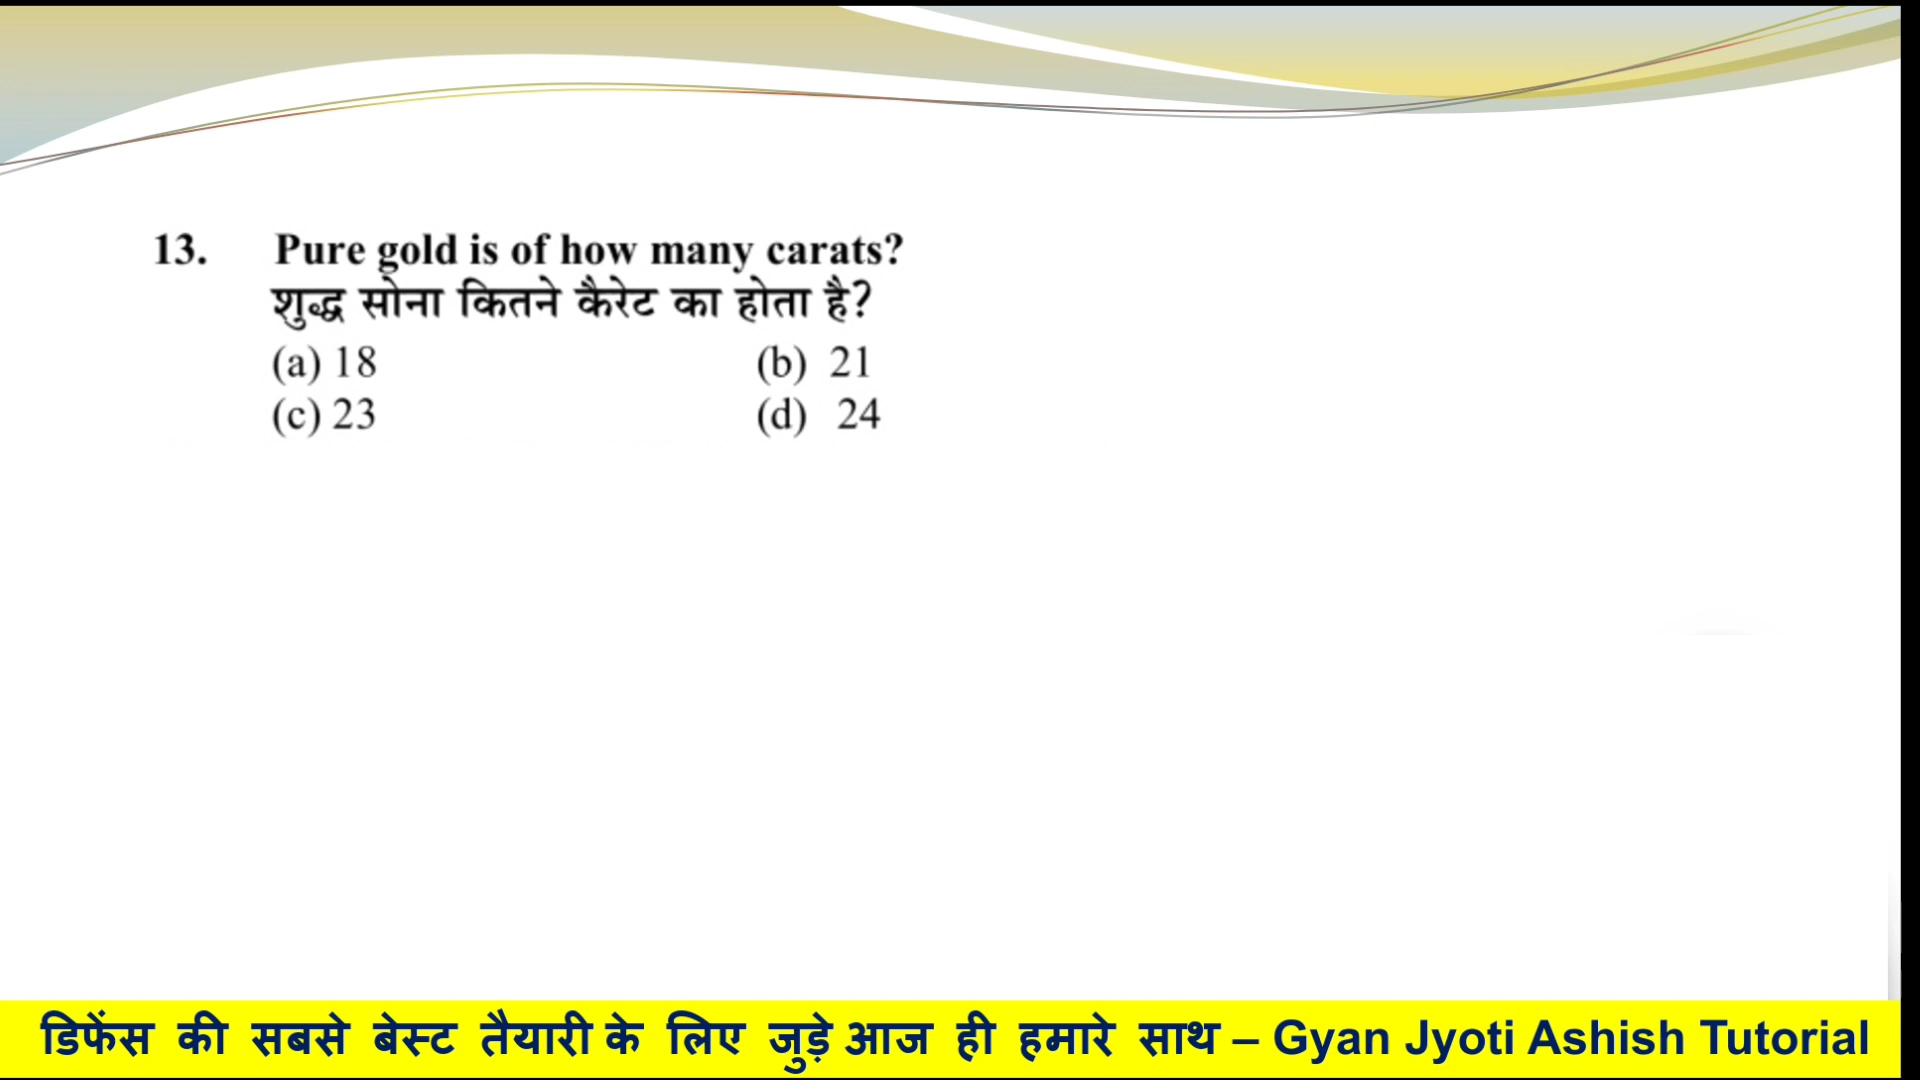 13. Pure gold is of how many carats?
शुद्ध सोना कितने कैरेट का होता है?
(a) 18 (b) 21
(c) 23 (d) 24
डिफेंस की सबसे बेस्ट तैयारी के लिए जुड़े आज ही हमारे साथ – Gyan Jyoti Ashish Tutorial